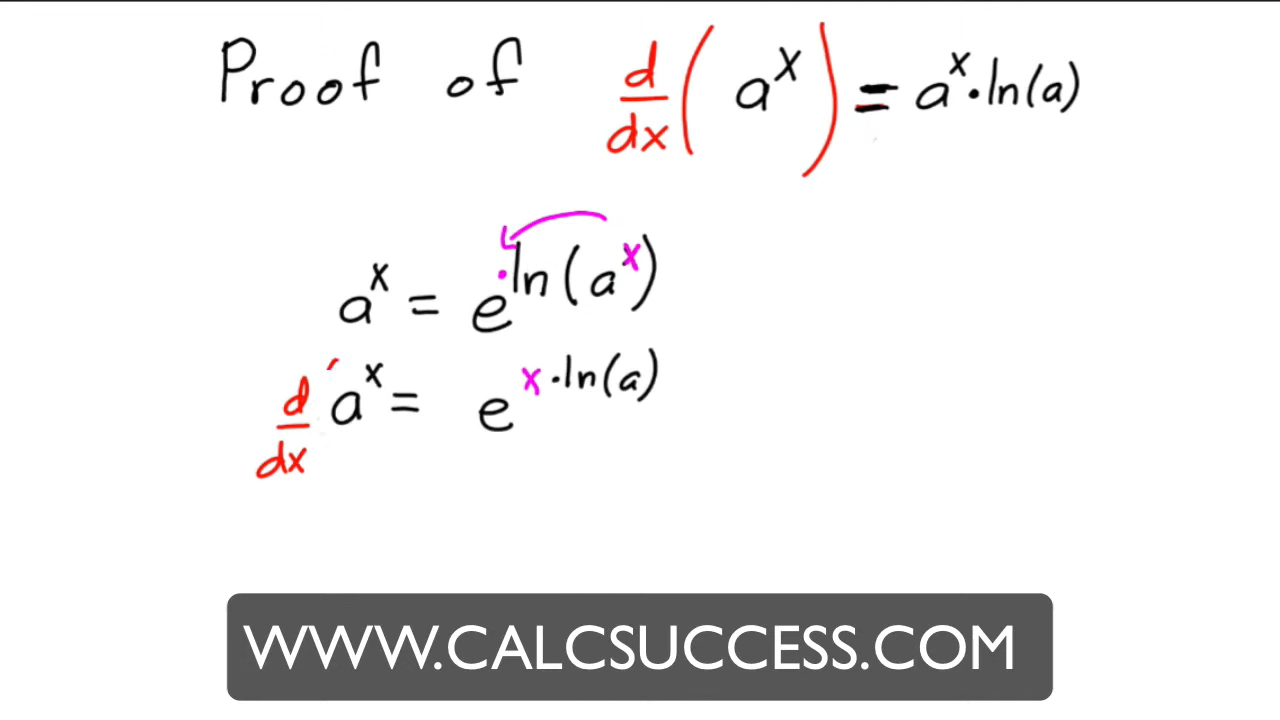 Proof of d/dx ( a^x ) = a^x · ln(a)
a^x = e^·ln(a^x)
d/dx a^x = e^x·ln(a)
WWW.CALCSUCCESS.COM